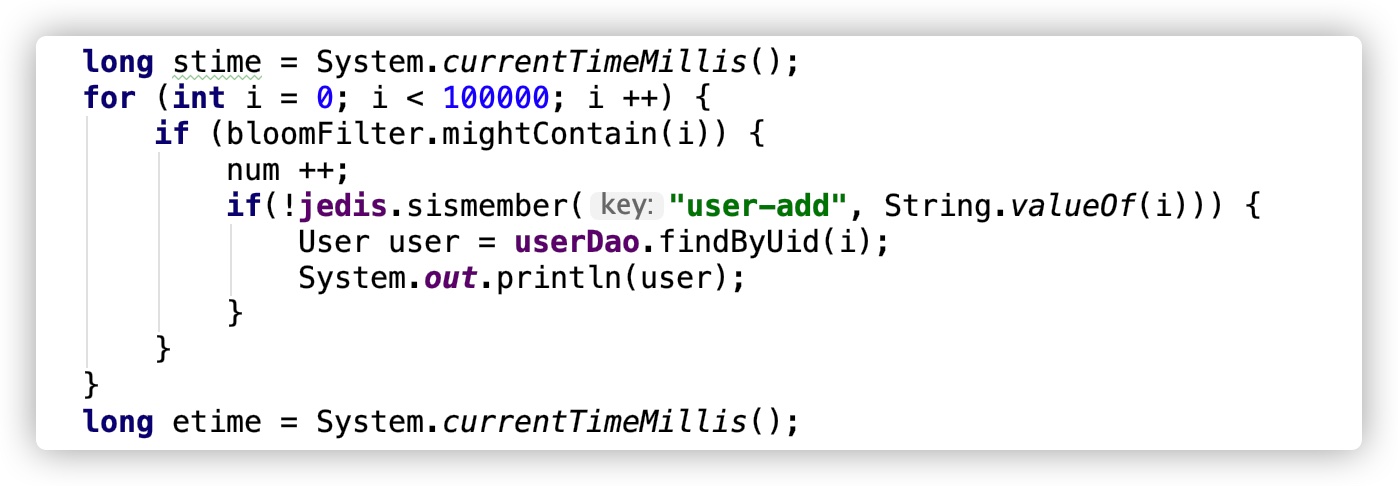 long stime = System.currentTimeMillis();
for (int i = 0; i < 100000; i ++) {
if (bloomFilter.mightContain(i)) {
num ++;
if(!jedis.sismember( key: "user-add", String.valueOf(i))) {
User user = userDao.findByUid(i);
System.out.println(user);
}
}
}
long etime = System.currentTimeMillis();